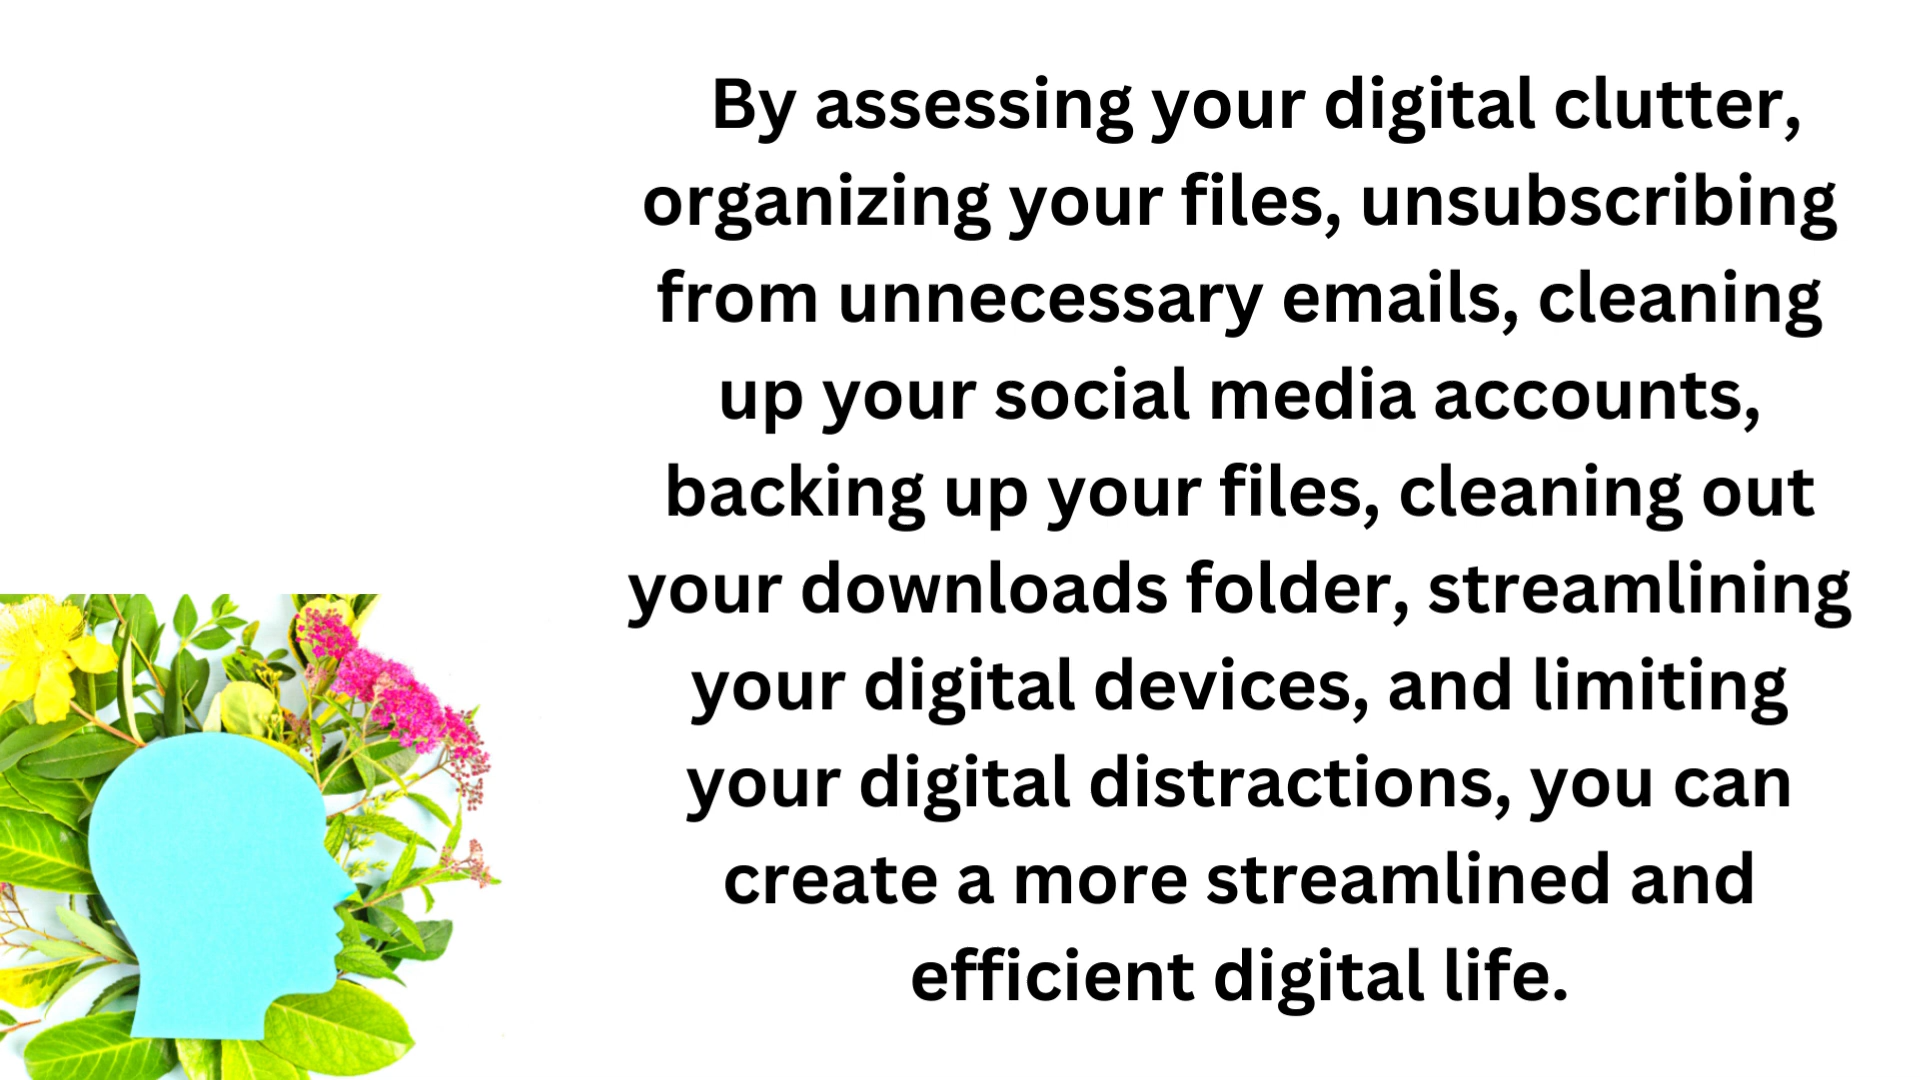 By assessing your digital clutter,
organizing your files, unsubscribing
from unnecessary emails, cleaning
up your social media accounts,
backing up your files, cleaning out
your downloads folder, streamlining
your digital devices, and limiting
your digital distractions, you can
create a more streamlined and
efficient digital life.